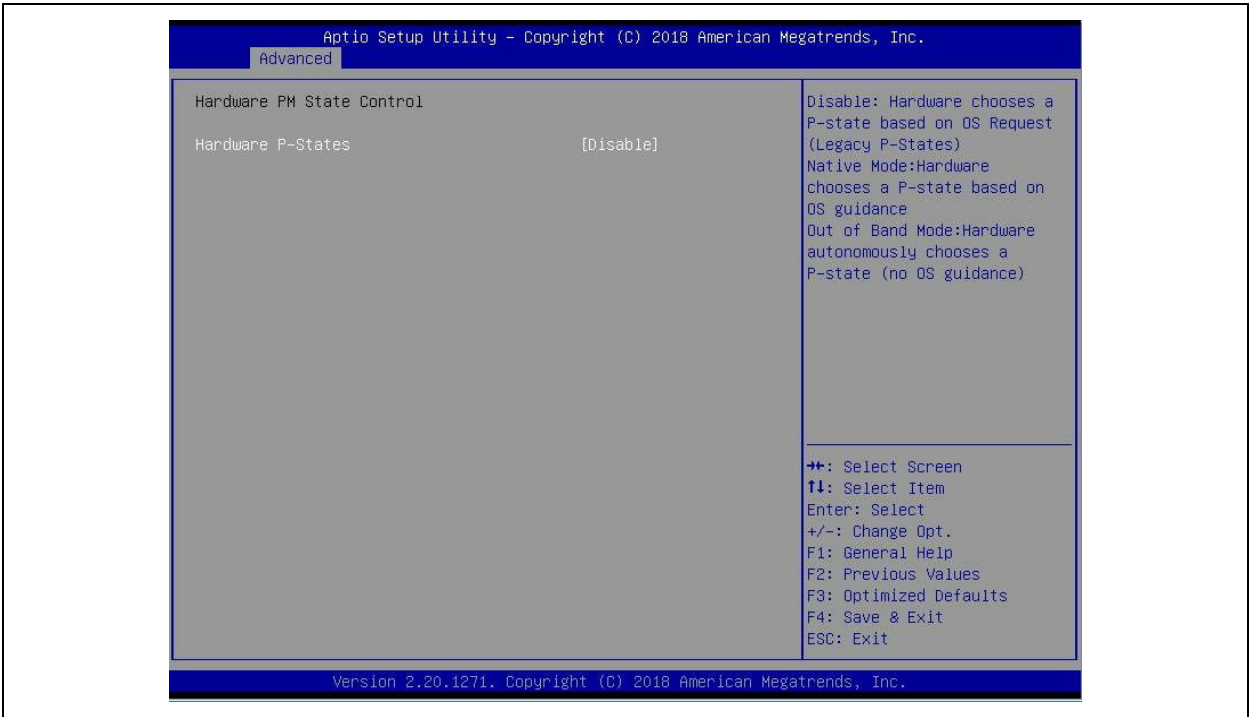 Aptio Setup Utility – Copyright (C) 2018 American Megatrends, Inc.
Advanced
Hardware PM State Control
Hardware P-States [Disable]
Disable: Hardware chooses a
P-state based on OS Request
(Legacy P-States)
Native Mode:Hardware
chooses a P-state based on
OS guidance
Out of Band Mode:Hardware
autonomously chooses a
P-state (no OS guidance)
→←: Select Screen
↑↓: Select Item
Enter: Select
+/-: Change Opt.
F1: General Help
F2: Previous Values
F3: Optimized Defaults
F4: Save & Exit
ESC: Exit
Version 2.20.1271. Copyright (C) 2018 American Megatrends, Inc.